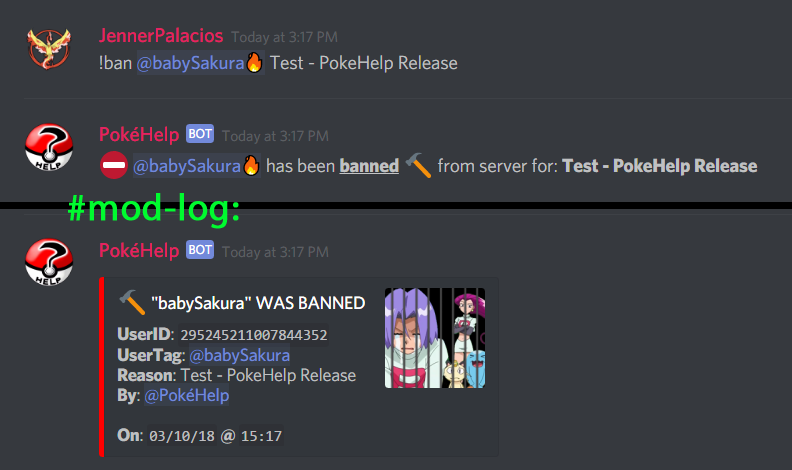 JennerPalacios Today at 3:17 PM
!ban @babySakura🔥 Test - PokeHelp Release
PokéHelp BOT Today at 3:17 PM
HELP
⛔ @babySakura🔥 has been banned 🔨 from server for: Test - PokeHelp Release
#mod-log:
PokéHelp BOT Today at 3:17 PM
HELP
🔨 "babySakura" WAS BANNED
UserID: 295245211007844352
UserTag: @babySakura
Reason: Test - PokeHelp Release
By: @PokéHelp
On: 03/10/18 @ 15:17